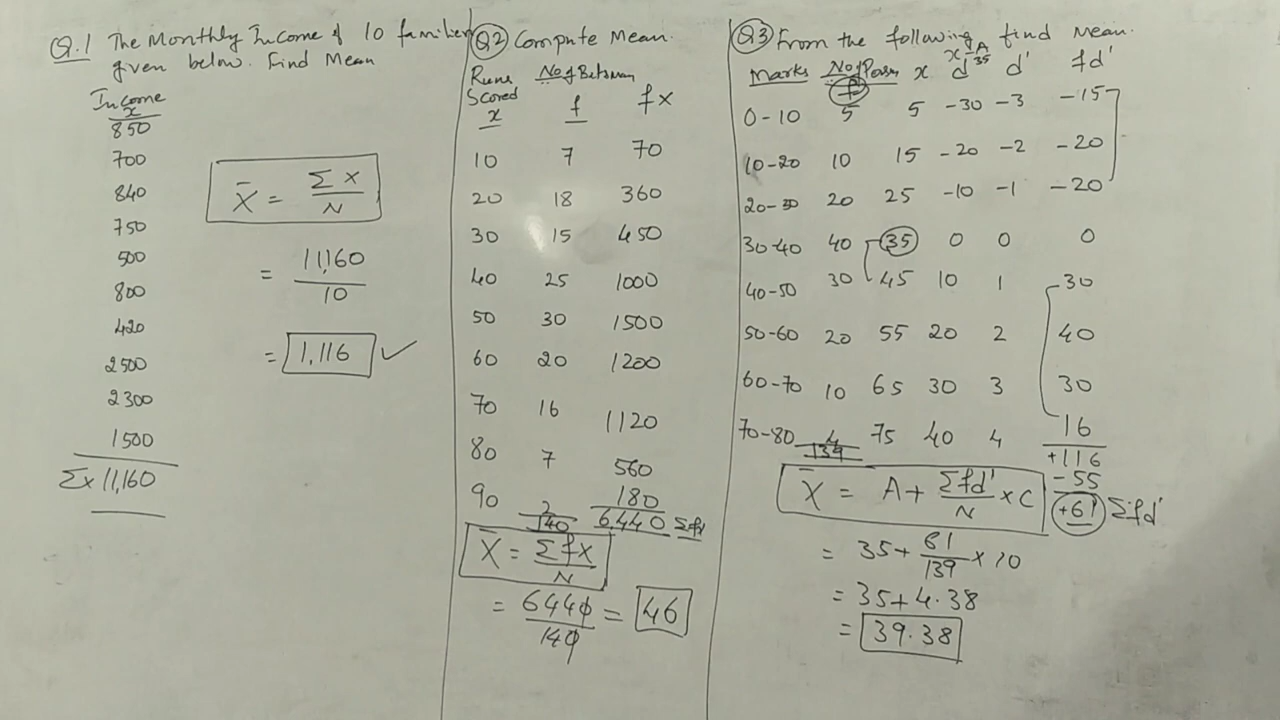 Q.1 The Monthly Income of 10 families
given below. Find Mean
Income
x
850
700
840
750
500
800
420
2500
2300
1500
Σx 11,160
X̄ = Σx / N
= 11,160 / 10
= 1,116 ✓
Q2 Compute Mean.
Runs No of Batsman
Scored
x f fx
10 7 70
20 18 360
30 15 450
40 25 1000
50 30 1500
60 20 1200
70 16 1120
80 7 560
90 2 180
140 6,440 Σfx
X̄ = Σfx / N
= 6440 / 140 = 46
Q3 From the following find Mean.
x-A
35
Marks No of Person x d d' fd'
f
0-10 5 5 -30 -3 -15
10-20 10 15 -20 -2 -20
20-30 20 25 -10 -1 -20
30-40 40 35 0 0 0
40-50 30 45 10 1 30
50-60 20 55 20 2 40
60-70 10 65 30 3 30
70-80 4 75 40 4 16
139 +116
-55
+61 Σfd'
X̄ = A + Σfd' / N × C
= 35 + 61 / 139 × 10
= 35 + 4.38
= 39.38